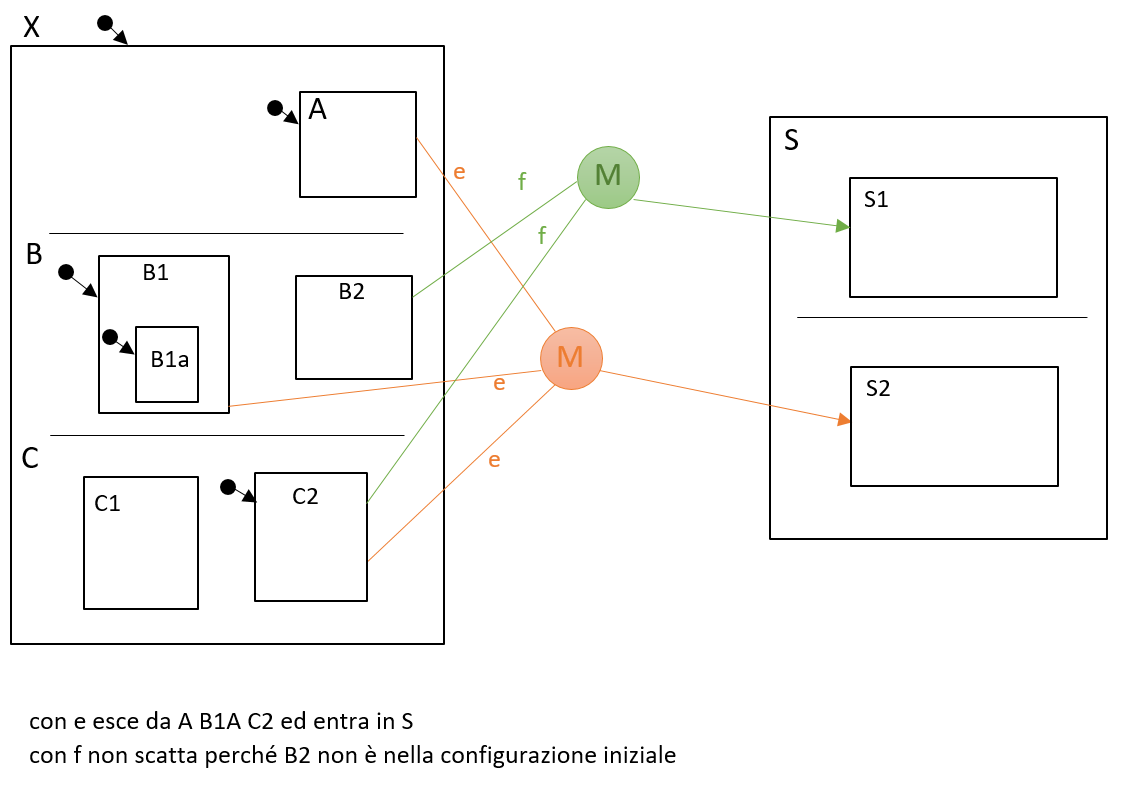 X
A
e
f
M
S
S1
f
B
B1
B2
B1a
M
e
S2
C
e
C1
C2
con e esce da A B1A C2 ed entra in S
con f non scatta perché B2 non è nella configurazione iniziale